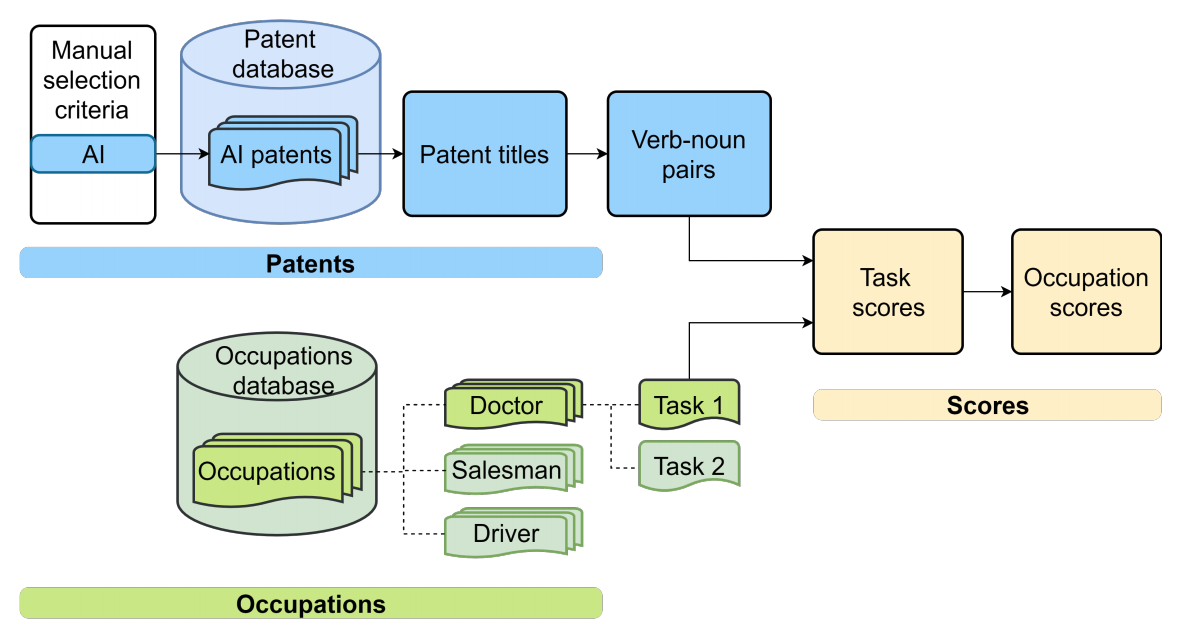 Manual
selection
criteria
AI
Patent
database
AI patents
Patent titles
Verb-noun
pairs
Patents
Task
scores
Occupation
scores
Scores
Occupations
database
Occupations
Doctor
Salesman
Driver
Task 1
Task 2
Occupations